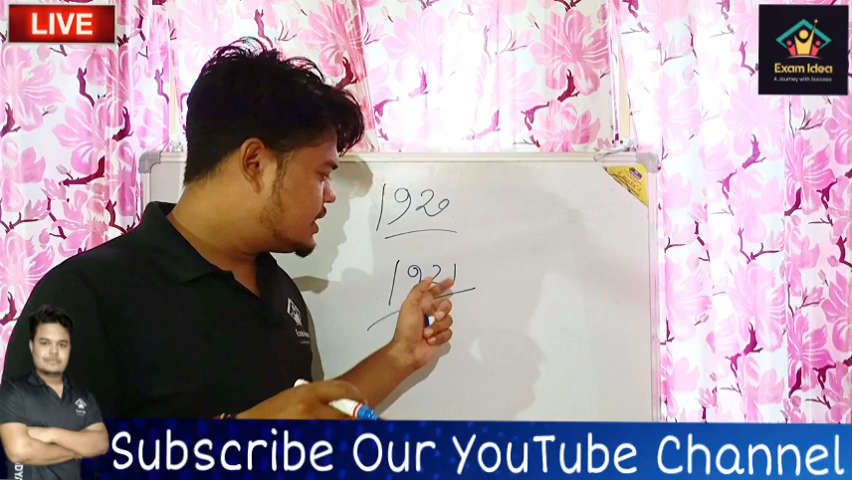 LIVE
Exam Idea
A Journey with Success
1920
1921
Subscribe Our YouTube Channel